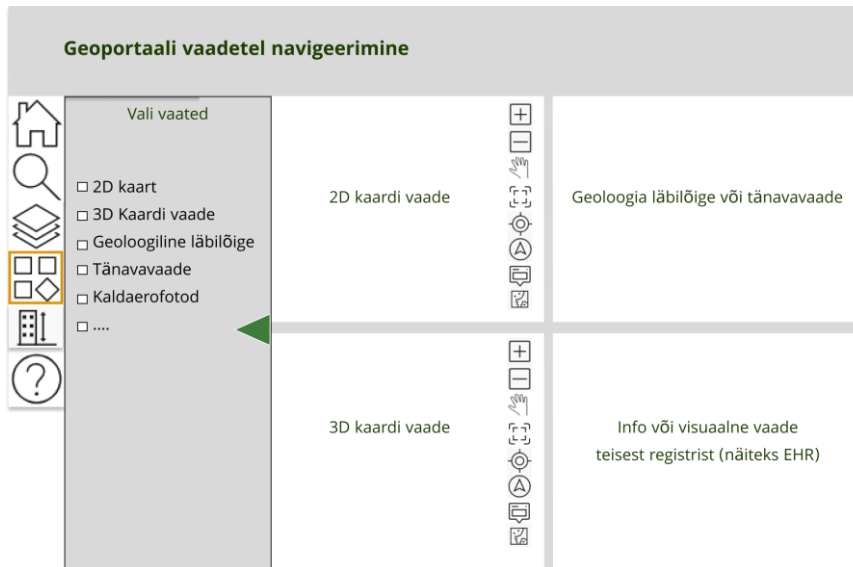 Geoportaali vaadetel navigeerimine
Vali vaated
2D kaart
3D Kaardi vaade
Geoloogiline läbilõige
Tänavavaade
Kaldaerofotod
....
2D kaardi vaade
Geoloogia läbilõige või tänavavaade
3D kaardi vaade
Info või visuaalne vaade
teisest registrist (näiteks EHR)